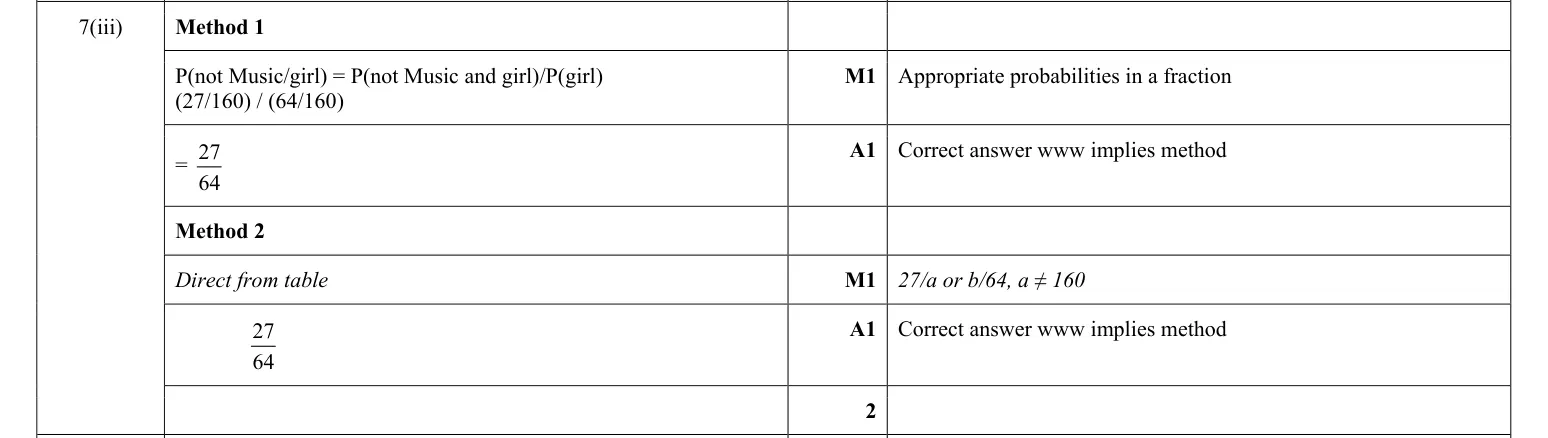 7(iii) Method 1
P(not Music/girl) = P(not Music and girl)/P(girl) M1 Appropriate probabilities in a fraction
(27/160) / (64/160)
= 27/64 A1 Correct answer www implies method
Method 2
Direct from table M1 27/a or b/64, a ≠ 160
27/64 A1 Correct answer www implies method
2